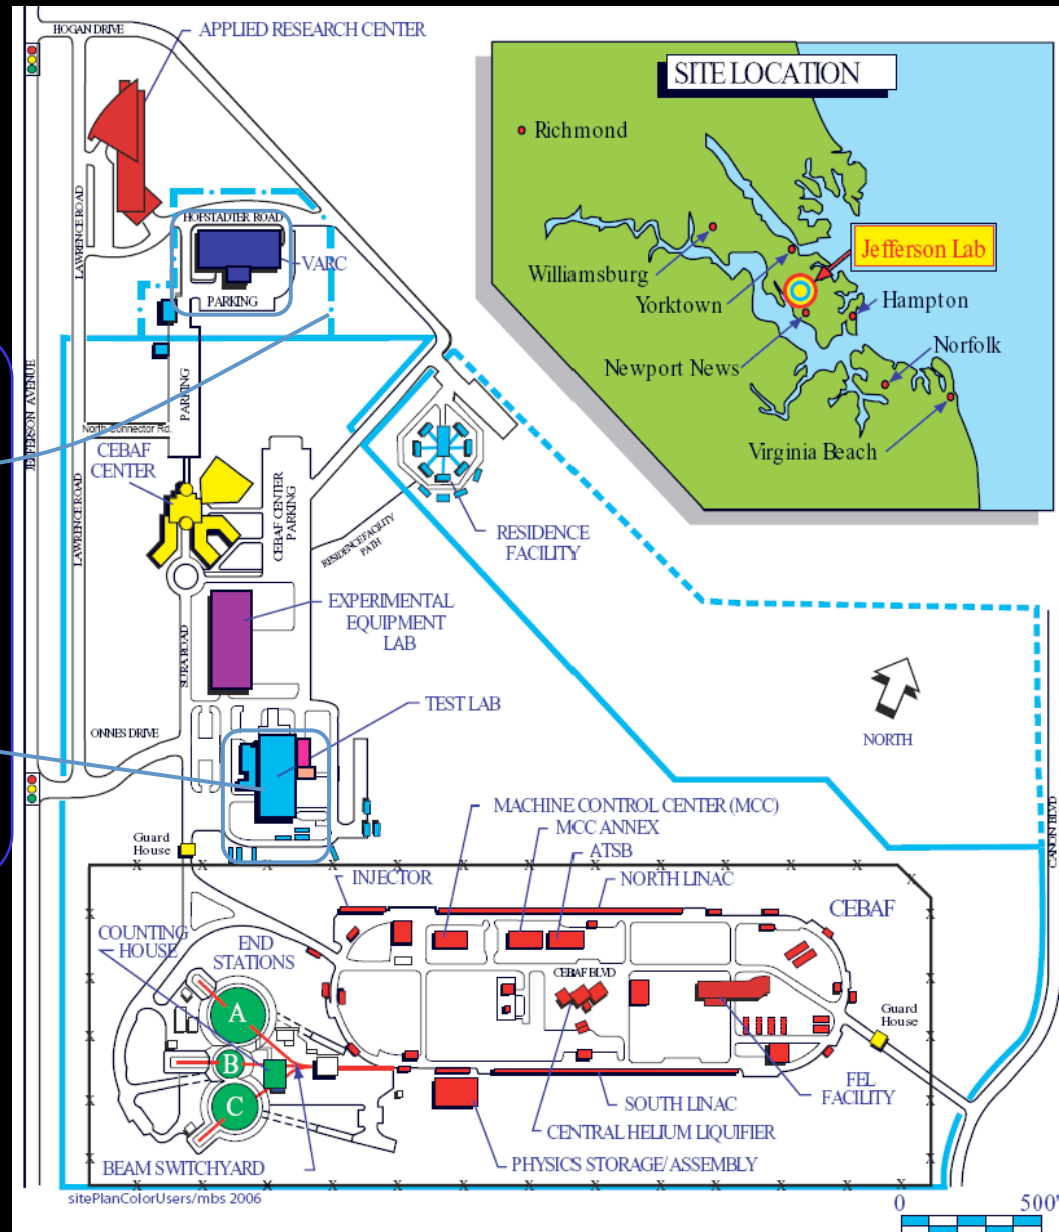 HOGAN DRIVE
APPLIED RESEARCH CENTER
LAWRENCE ROAD
HOFSTADTER ROAD
VARC
PARKING
JEFFERSON AVENUE
PARKING
North Connector Rd.
CEBAF
CENTER
LAWRENCE ROAD
CEBAF CENTER
PARKING
RESIDENCE FACILITY
PATH
RESIDENCE
FACILITY
EXPERIMENTAL
EQUIPMENT
LAB
SURA ROAD
ONNES DRIVE
TEST LAB
SITE LOCATION
Richmond
Jefferson Lab
Williamsburg
Yorktown
Hampton
Newport News
Norfolk
Virginia Beach
NORTH
CANON BLVD
Guard
House
MACHINE CONTROL CENTER (MCC)
MCC ANNEX
ATSB
INJECTOR
NORTH LINAC
CEBAF
COUNTING
HOUSE
END
STATIONS
CEBAF BLVD
A
B
C
Guard
House
FEL
FACILITY
SOUTH LINAC
CENTRAL HELIUM LIQUIFIER
PHYSICS STORAGE/ASSEMBLY
BEAM SWITCHYARD
sitePlanColorUsers/mbs 2006
0 500'